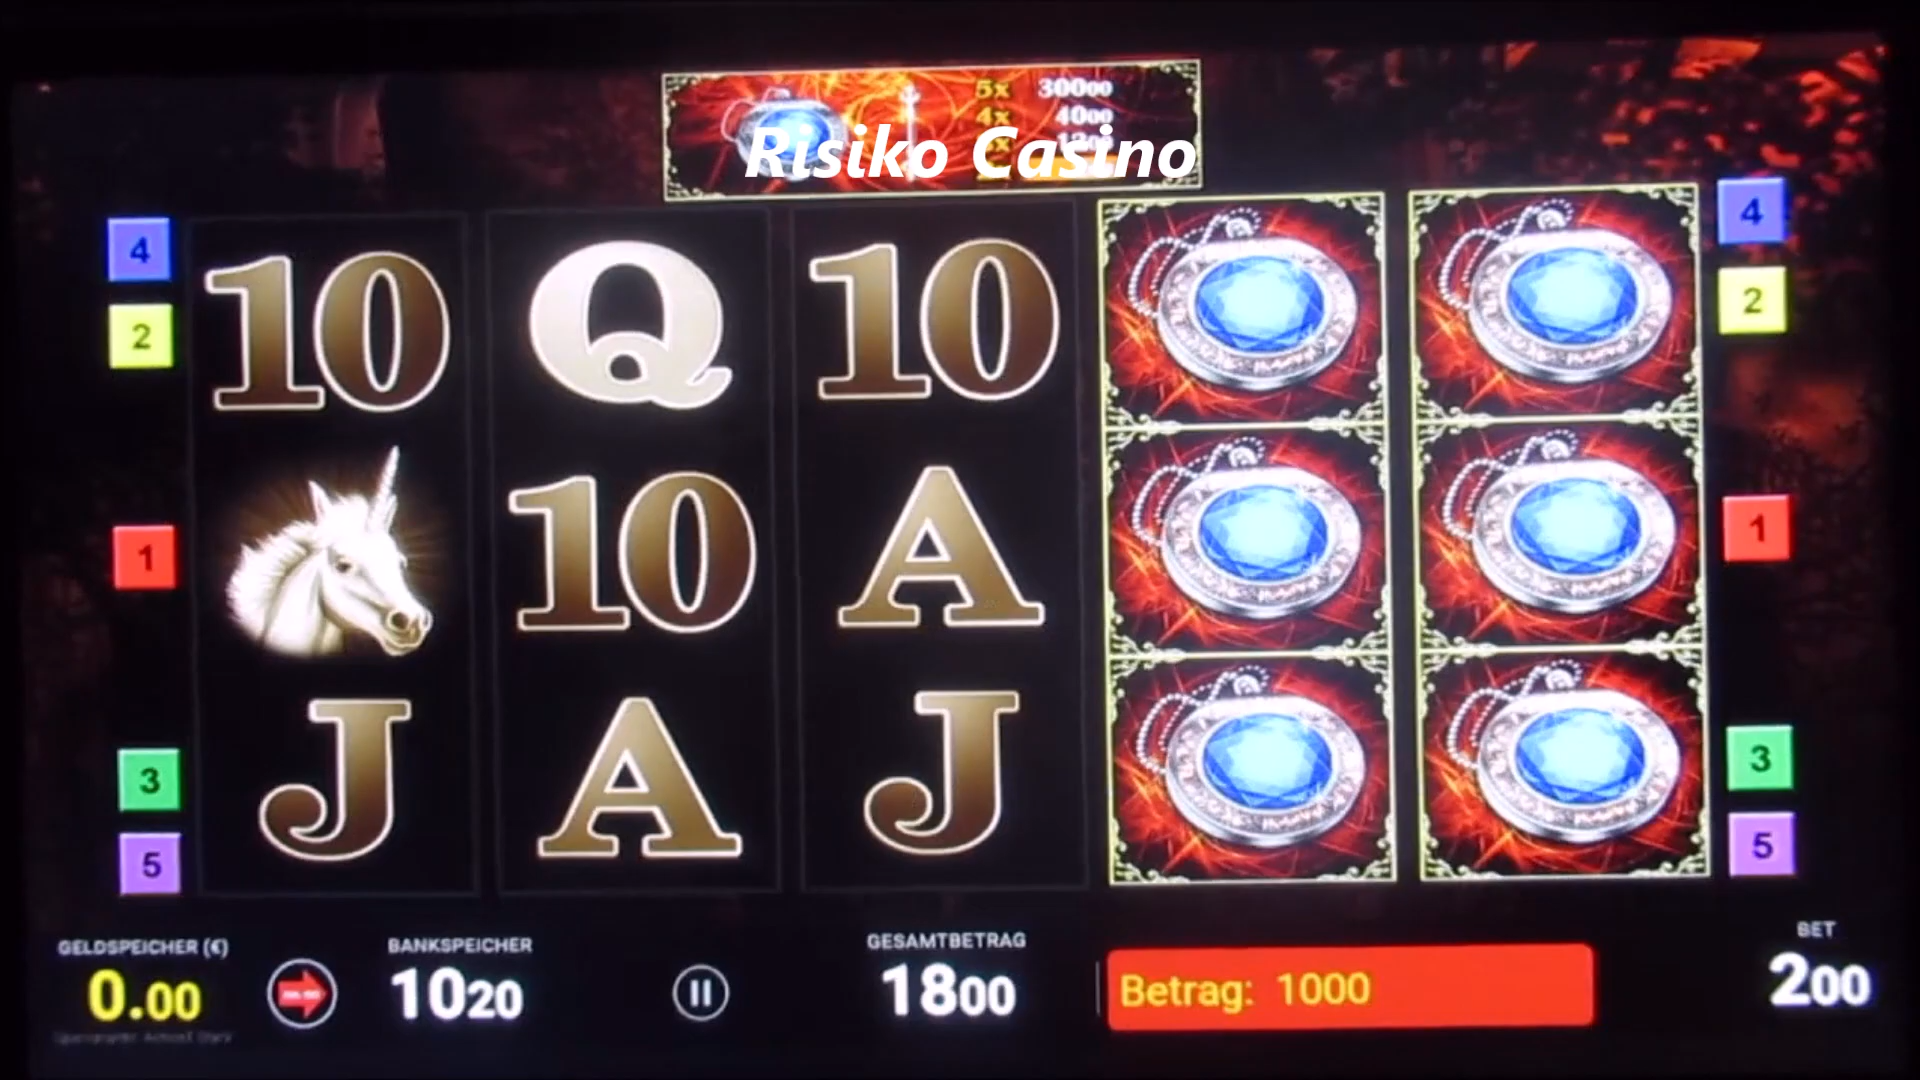 5x 30000
4x 4000
Risiko Casino
4 10 Q 10 4
2 2
1 10 A 1
3 J A J 3
5 5
GELDSPEICHER (€) BANKSPEICHER GESAMTBETRAG BET
0.00 1020 1800 Betrag: 1000 200